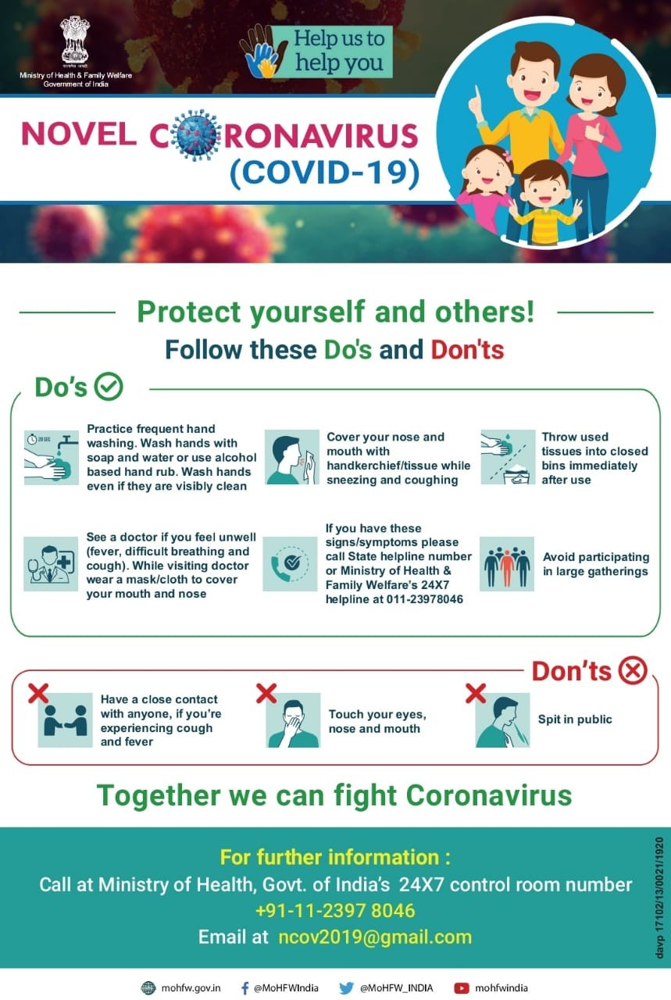 सत्यमेव जयते
Ministry of Health & Family Welfare
Government of India
Help us to
help you
NOVEL CORONAVIRUS
(COVID-19)
Protect yourself and others!
Follow these Do's and Don'ts
Do’s
20 SEC
Practice frequent hand
washing. Wash hands with
soap and water or use alcohol
based hand rub. Wash hands
even if they are visibly clean
Cover your nose and
mouth with
handkerchief/tissue while
sneezing and coughing
Throw used
tissues into closed
bins immediately
after use
See a doctor if you feel unwell
(fever, difficult breathing and
cough). While visiting doctor
wear a mask/cloth to cover
your mouth and nose
If you have these
signs/symptoms please
call State helpline number
or Ministry of Health &
Family Welfare’s 24X7
helpline at 011-23978046
Avoid participating
in large gatherings
Don’ts
Have a close contact
with anyone, if you’re
experiencing cough
and fever
Touch your eyes,
nose and mouth
Spit in public
Together we can fight Coronavirus
For further information :
Call at Ministry of Health, Govt. of India’s 24X7 control room number
+91-11-2397 8046
Email at ncov2019@gmail.com
davp 17102/13/0021/1920
mohfw.gov.in
@MoHFWIndia
@MoHFW_INDIA
mohfwindia